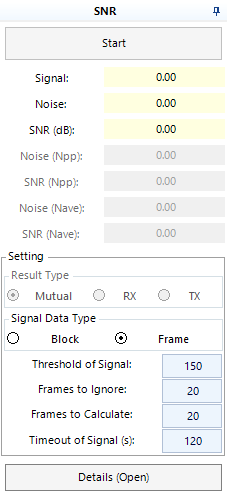 SNR
Start
Signal: 0.00
Noise: 0.00
SNR (dB): 0.00
Noise (Npp): 0.00
SNR (Npp): 0.00
Noise (Nave): 0.00
SNR (Nave): 0.00
Setting
Result Type
Mutual RX TX
Signal Data Type
Block Frame
Threshold of Signal: 150
Frames to Ignore: 20
Frames to Calculate: 20
Timeout of Signal (s): 120
Details (Open)